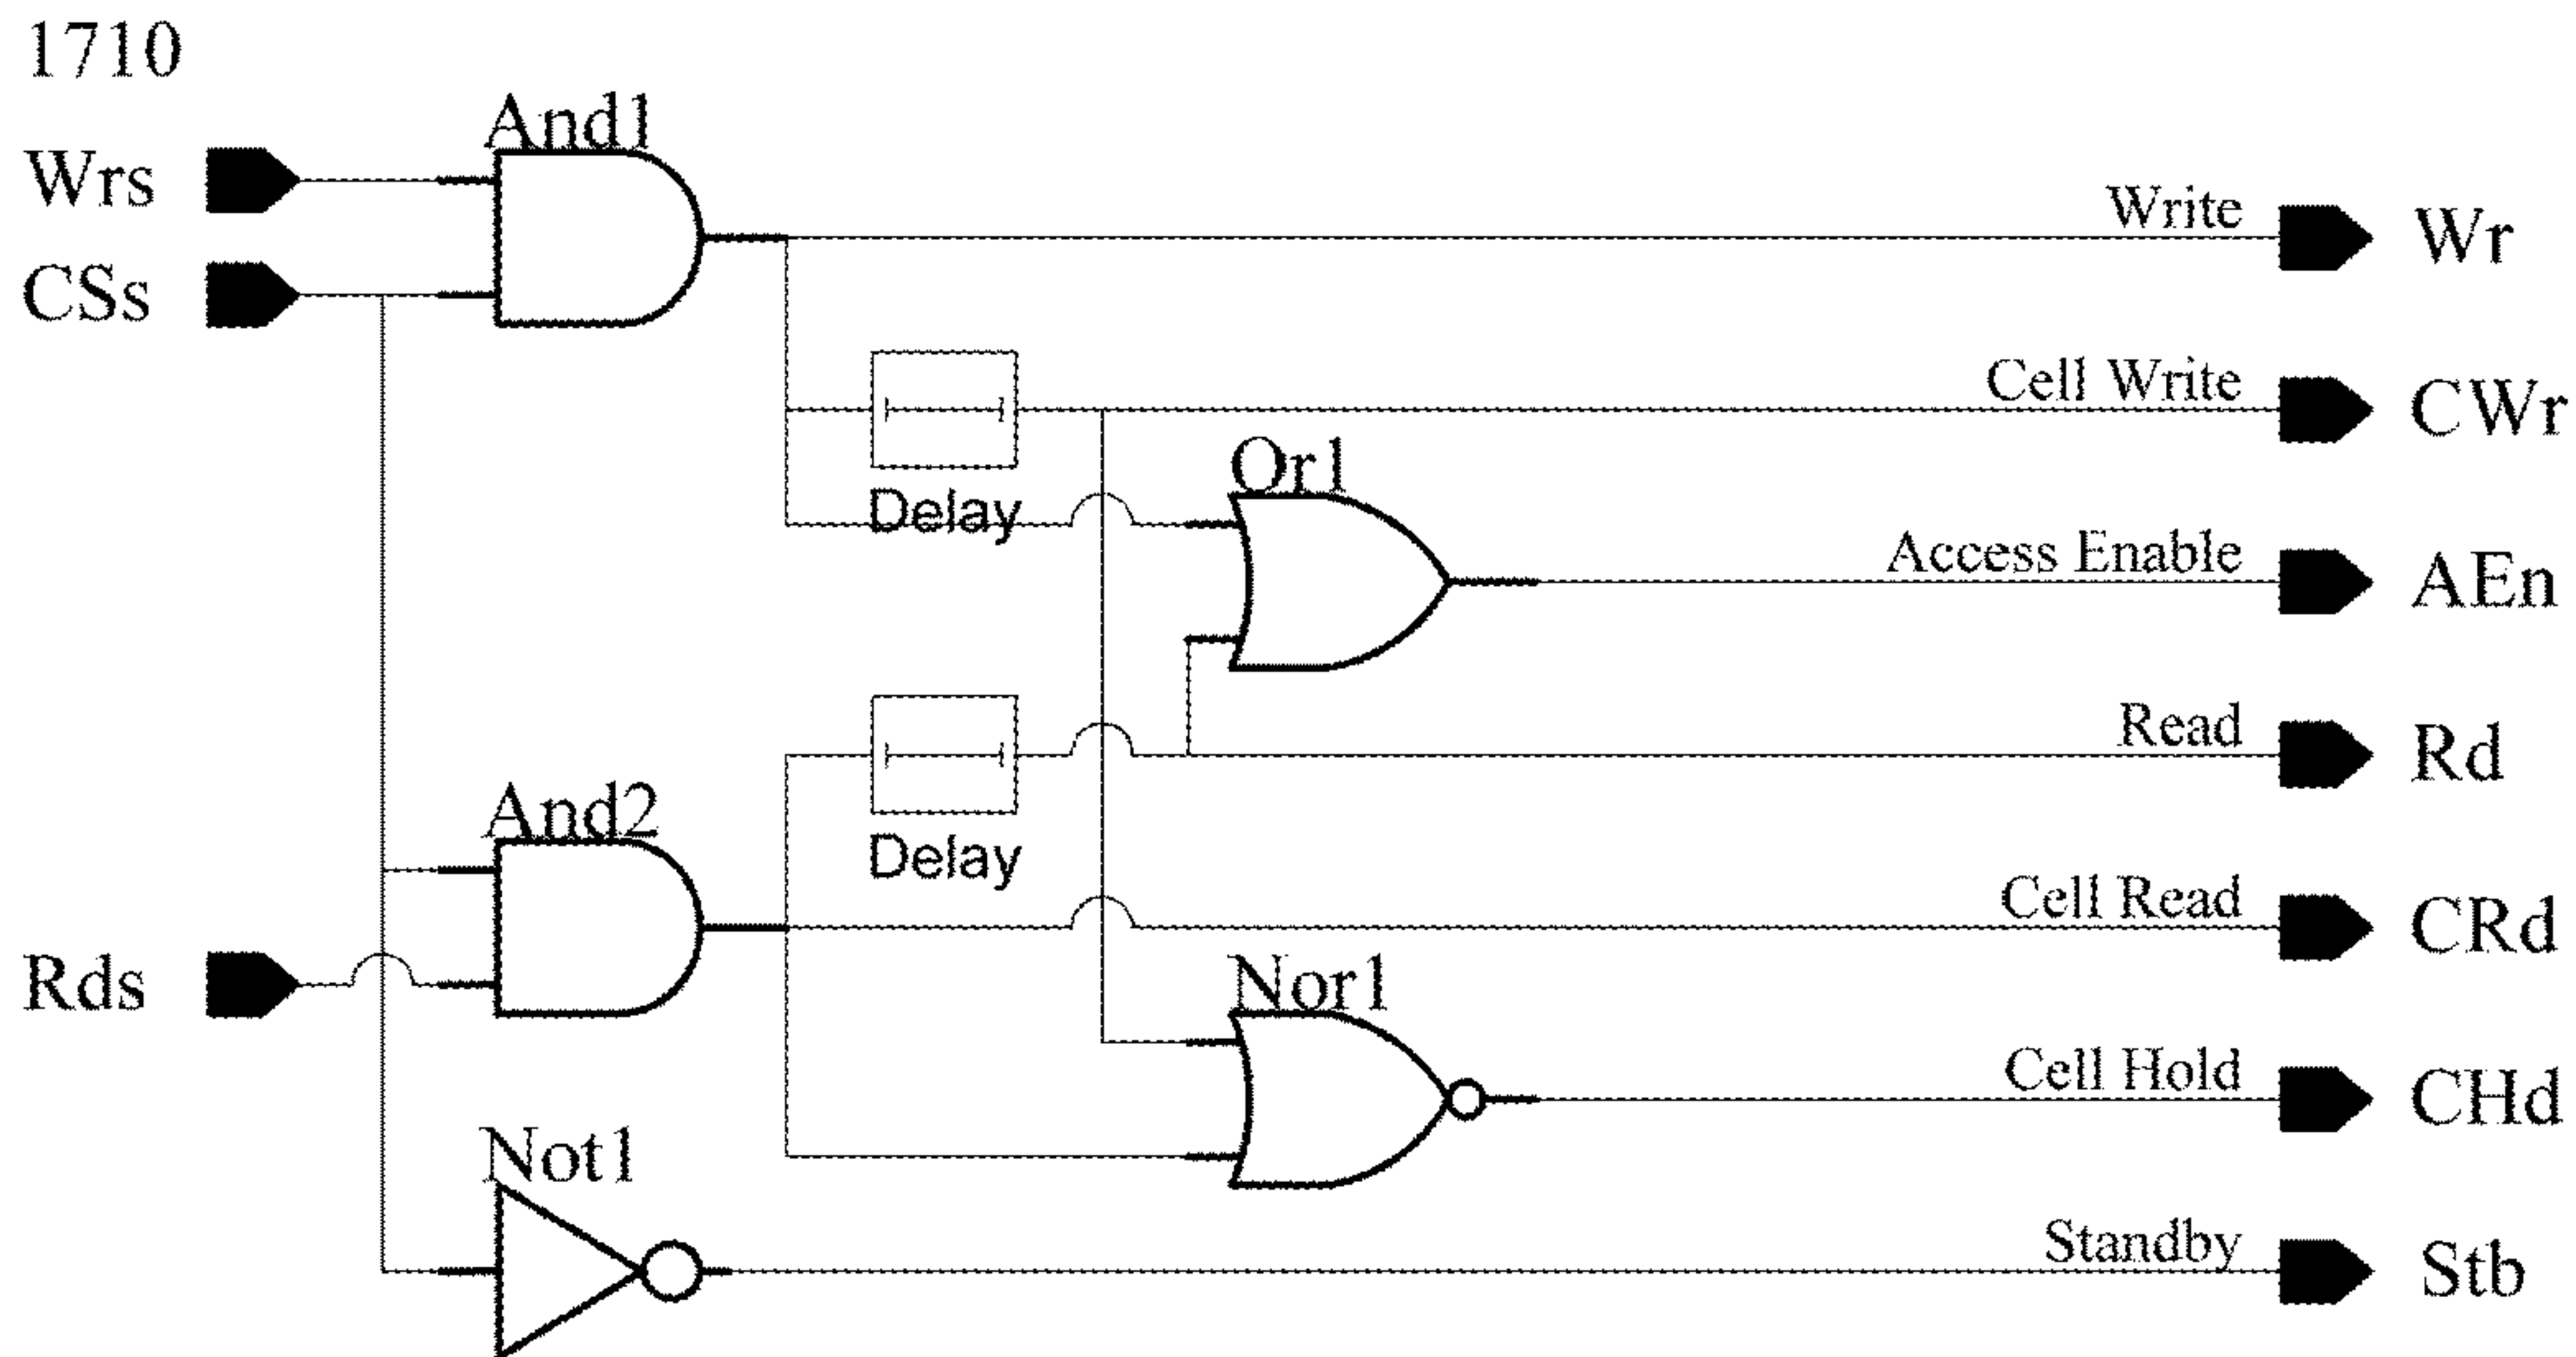 1710
And1
Wrs
Write
Wr
CSs
Cell Write
CWr
Or1
Delay
Access Enable
AEn
Read
Rd
And2
Delay
Cell Read
CRd
Rds
Nor1
Cell Hold
CHd
Not1
Standby
Stb